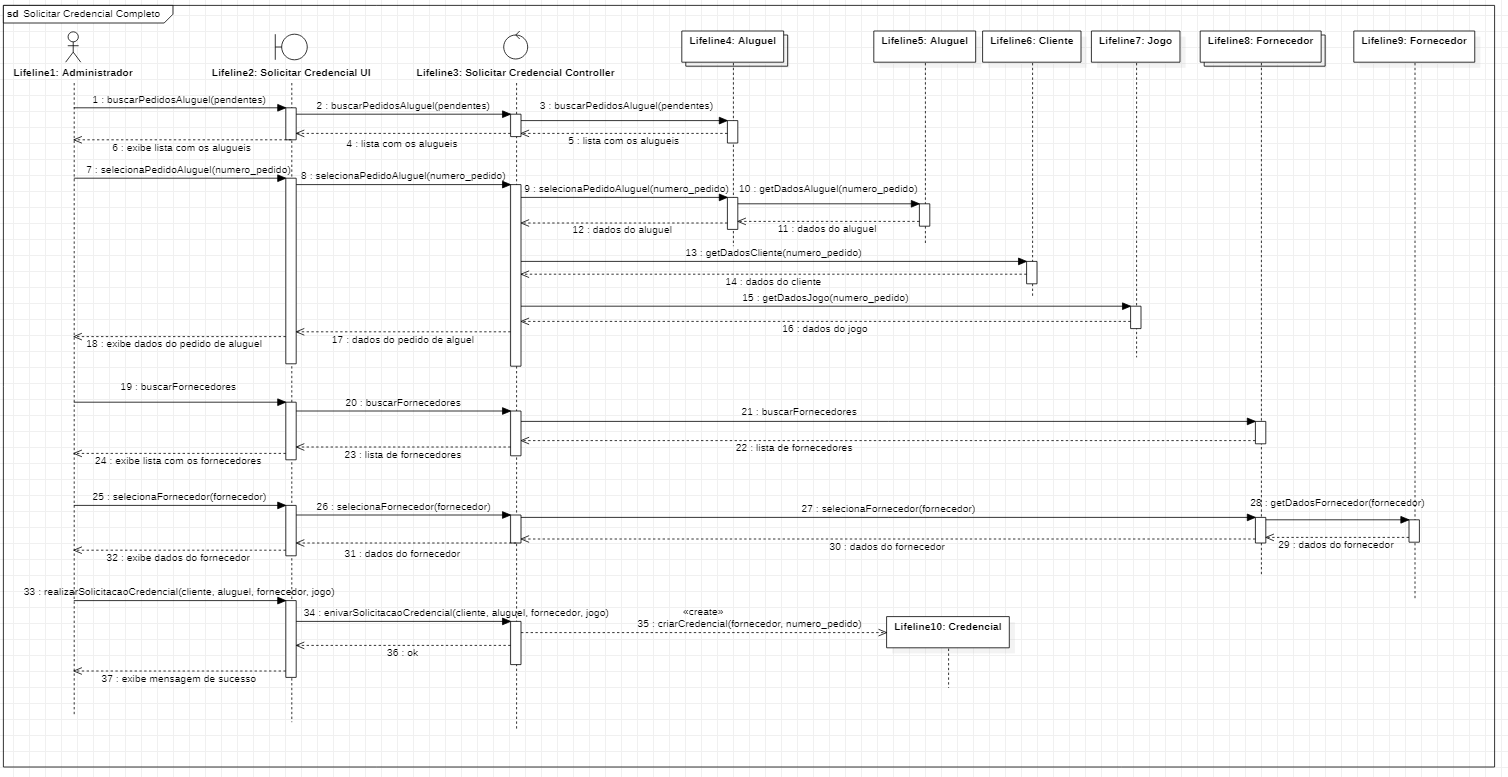 sd Solicitar Credencial Completo
Lifeline4: Aluguel
Lifeline5: Aluguel
Lifeline6: Cliente
Lifeline7: Jogo
Lifeline8: Fornecedor
Lifeline9: Fornecedor
Lifeline1: Administrador
Lifeline2: Solicitar Credencial UI
Lifeline3: Solicitar Credencial Controller
1 : buscarPedidosAluguel(pendentes)
2 : buscarPedidosAluguel(pendentes)
3 : buscarPedidosAluguel(pendentes)
6 : exibe lista com os alugueis
4 : lista com os alugueis
5 : lista com os alugueis
7 : selecionaPedidoAluguel(numero_pedido)
8 : selecionaPedidoAluguel(numero_pedido)
9 : selecionaPedidoAluguel(numero_pedido)
10 : getDadosAluguel(numero_pedido)
12 : dados do aluguel
11 : dados do aluguel
13 : getDadosCliente(numero_pedido)
14 : dados do cliente
15 : getDadosJogo(numero_pedido)
16 : dados do jogo
18 : exibe dados do pedido de aluguel
17 : dados do pedido de alguel
19 : buscarFornecedores
20 : buscarFornecedores
21 : buscarFornecedores
24 : exibe lista com os fornecedores
23 : lista de fornecedores
22 : lista de fornecedores
25 : selecionaFornecedor(fornecedor)
26 : selecionaFornecedor(fornecedor)
27 : selecionaFornecedor(fornecedor)
28 : getDadosFornecedor(fornecedor)
32 : exibe dados do fornecedor
31 : dados do fornecedor
30 : dados do fornecedor
29 : dados do fornecedor
33 : realizarSolicitacaoCredencial(cliente, aluguel, fornecedor, jogo)
34 : enivarSolicitacaoCredencial(cliente, aluguel, fornecedor, jogo)
«create»
35 : criarCredencial(fornecedor, numero_pedido)
Lifeline10: Credencial
36 : ok
37 : exibe mensagem de sucesso